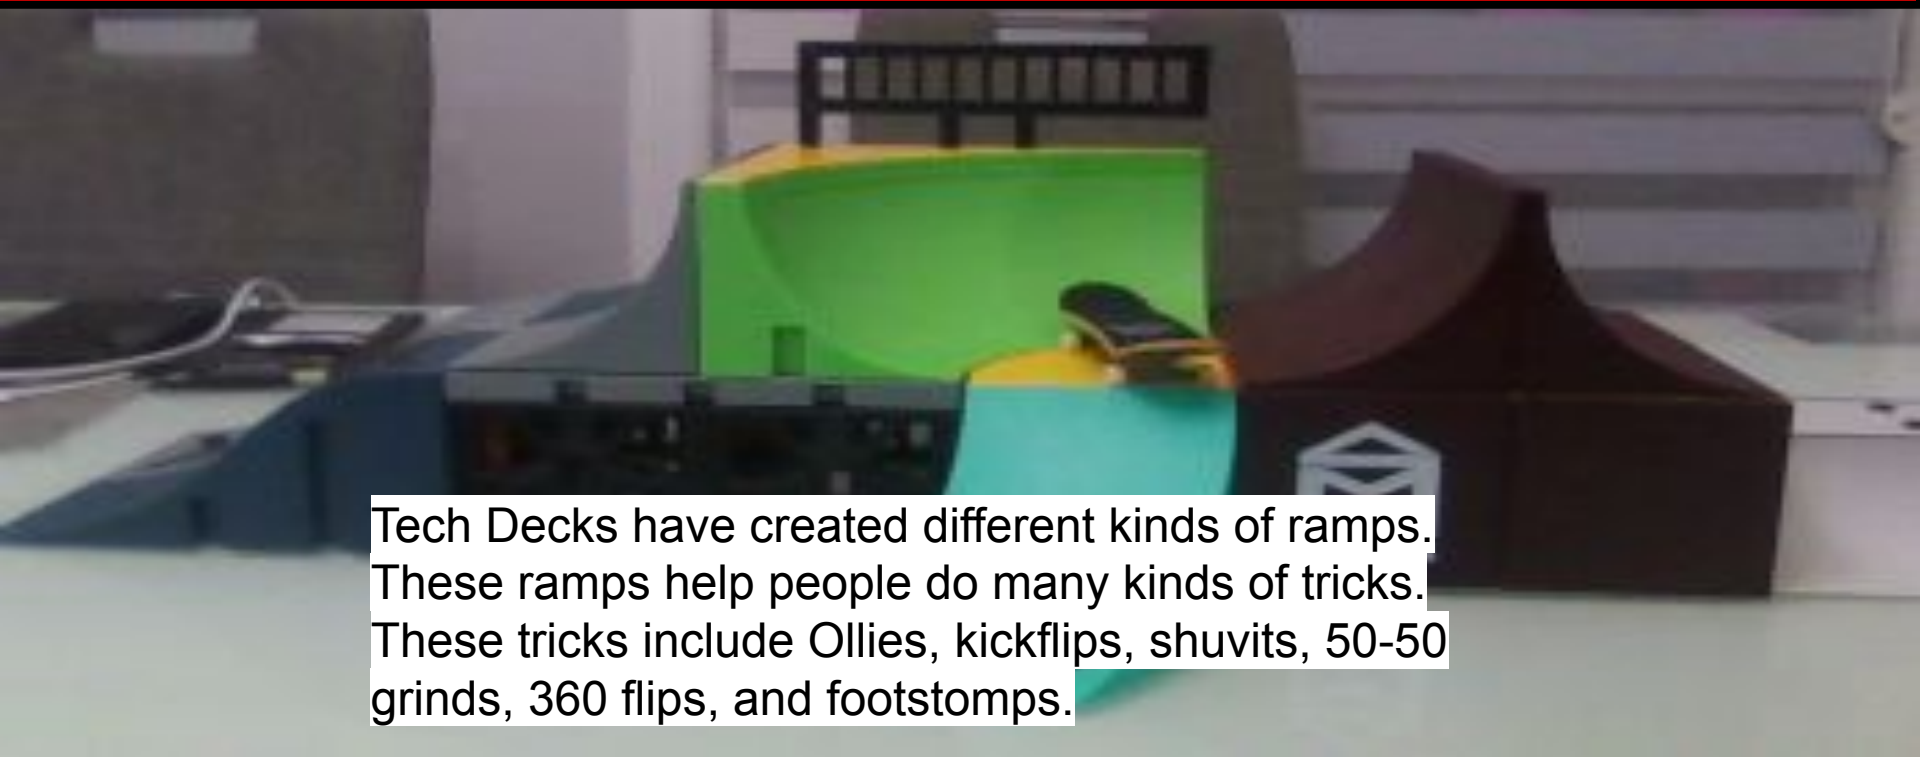 Tech Decks have created different kinds of ramps.
These ramps help people do many kinds of tricks.
These tricks include Ollies, kickflips, shuvits, 50-50
grinds, 360 flips, and footstomps.